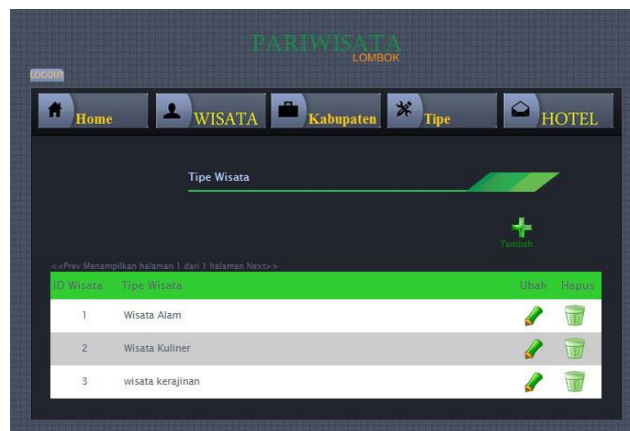 PARIWISATA
LOMBOK
LOGOUT
Home WISATA Kabupaten Tipe HOTEL
Tipe Wisata
Tambah
<<Prev Menampilkan halaman 1 dari 1 halaman Next>>
ID Wisata Tipe Wisata Ubah Hapus
1 Wisata Alam
2 Wisata Kuliner
3 wisata kerajinan